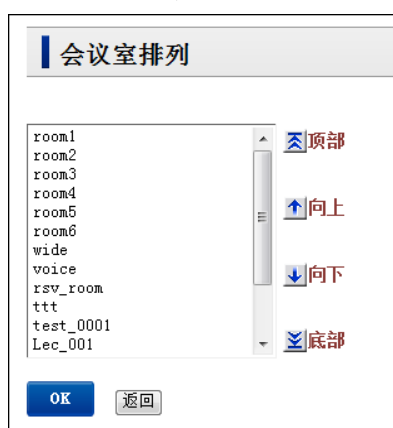 会议室排列
room1
room2
room3
room4
room5
room6
wide
voice
rsv_room
ttt
test_0001
Lec_001
顶部
向上
向下
底部
OK
返回